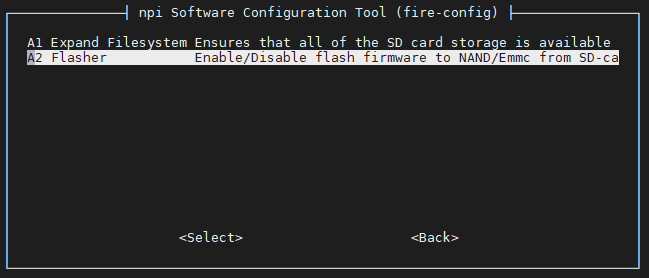 npi Software Configuration Tool (fire-config)
A1 Expand Filesystem Ensures that all of the SD card storage is available
A2 Flasher Enable/Disable flash firmware to NAND/Emmc from SD-ca
<Select> <Back>